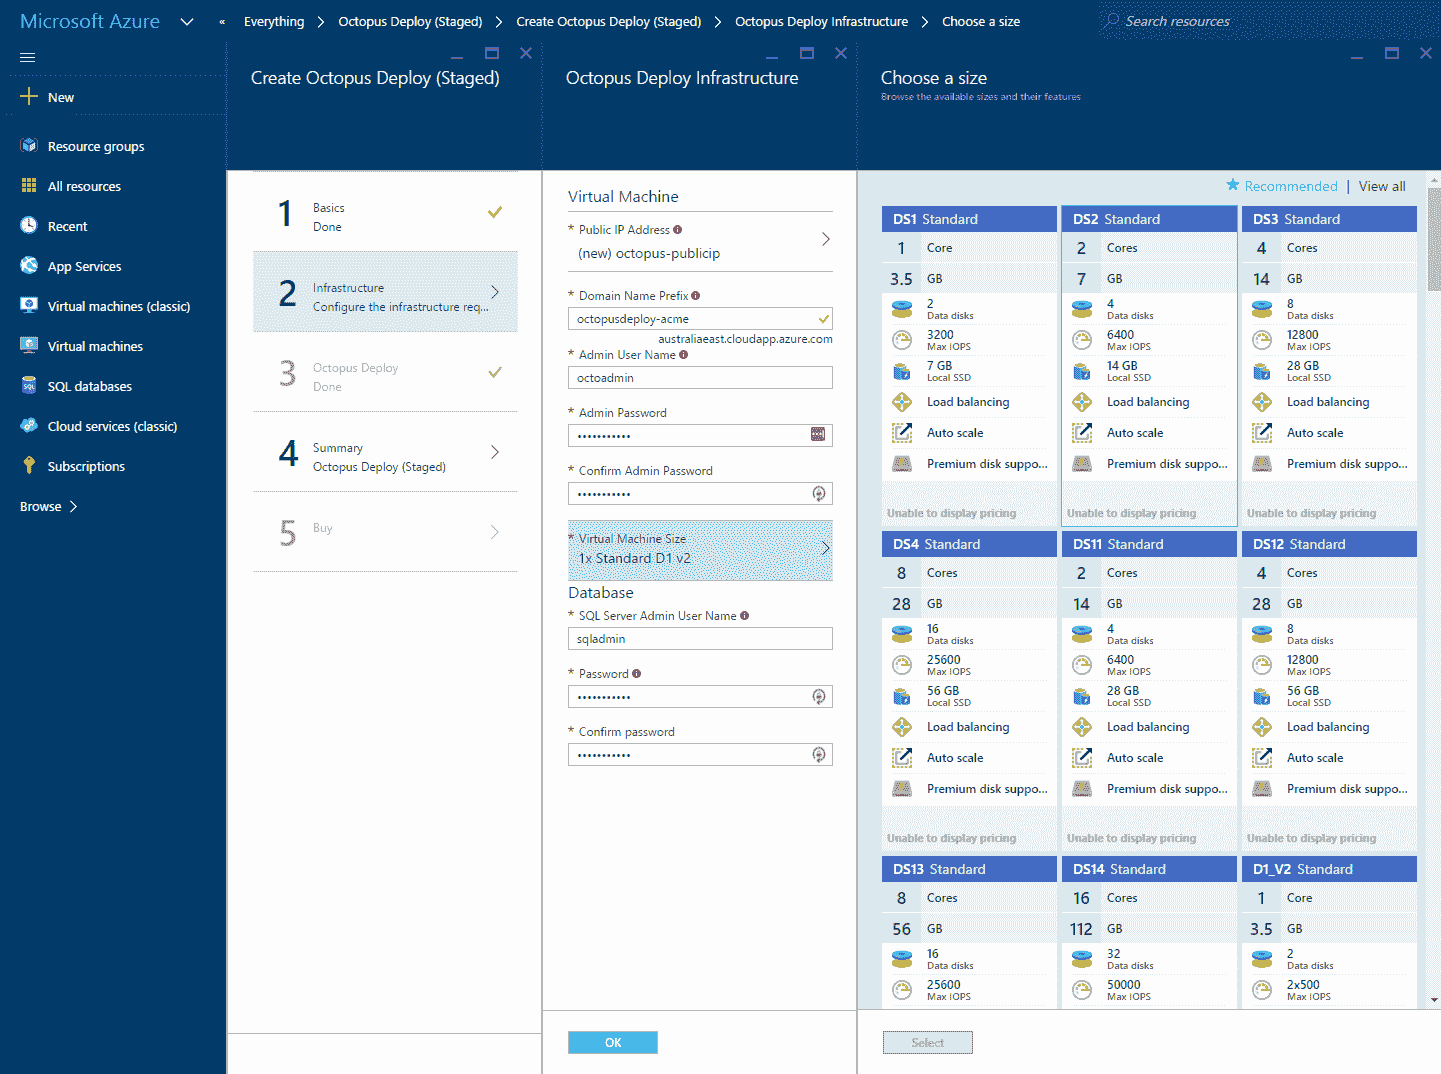 Microsoft Azure
« Everything > Octopus Deploy (Staged) > Create Octopus Deploy (Staged) > Octopus Deploy Infrastructure > Choose a size
Search resources
New
Resource groups
All resources
Recent
App Services
Virtual machines (classic)
Virtual machines
SQL databases
Cloud services (classic)
Subscriptions
Browse >
Create Octopus Deploy (Staged)
1 Basics
Done
2 Infrastructure
Configure the infrastructure req...
3 Octopus Deploy
Done
4 Summary
Octopus Deploy (Staged)
5 Buy
Octopus Deploy Infrastructure
Virtual Machine
* Public IP Address
(new) octopus-publicip
* Domain Name Prefix
octopusdeploy-acme
australiaeast.cloudapp.azure.com
* Admin User Name
octoadmin
* Admin Password
•••••••••••
* Confirm Admin Password
•••••••••••
* Virtual Machine Size
1x Standard D1 v2
Database
* SQL Server Admin User Name
sqladmin
* Password
•••••••••••
* Confirm password
•••••••••••
OK
Choose a size
Browse the available sizes and their features
Recommended | View all
DS1 Standard
1 Core
3.5 GB
2
Data disks
3200
Max IOPS
7 GB
Local SSD
Load balancing
Auto scale
Premium disk suppo...
Unable to display pricing
DS2 Standard
2 Cores
7 GB
4
Data disks
6400
Max IOPS
14 GB
Local SSD
Load balancing
Auto scale
Premium disk suppo...
Unable to display pricing
DS3 Standard
4 Cores
14 GB
8
Data disks
12800
Max IOPS
28 GB
Local SSD
Load balancing
Auto scale
Premium disk suppo...
Unable to display pricing
DS4 Standard
8 Cores
28 GB
16
Data disks
25600
Max IOPS
56 GB
Local SSD
Load balancing
Auto scale
Premium disk suppo...
Unable to display pricing
DS11 Standard
2 Cores
14 GB
4
Data disks
6400
Max IOPS
28 GB
Local SSD
Load balancing
Auto scale
Premium disk suppo...
Unable to display pricing
DS12 Standard
4 Cores
28 GB
8
Data disks
12800
Max IOPS
56 GB
Local SSD
Load balancing
Auto scale
Premium disk suppo...
Unable to display pricing
DS13 Standard
8 Cores
56 GB
16
Data disks
25600
Max IOPS
DS14 Standard
16 Cores
112 GB
32
Data disks
50000
Max IOPS
D1_V2 Standard
1 Core
3.5 GB
2
Data disks
2x500
Max IOPS
Select